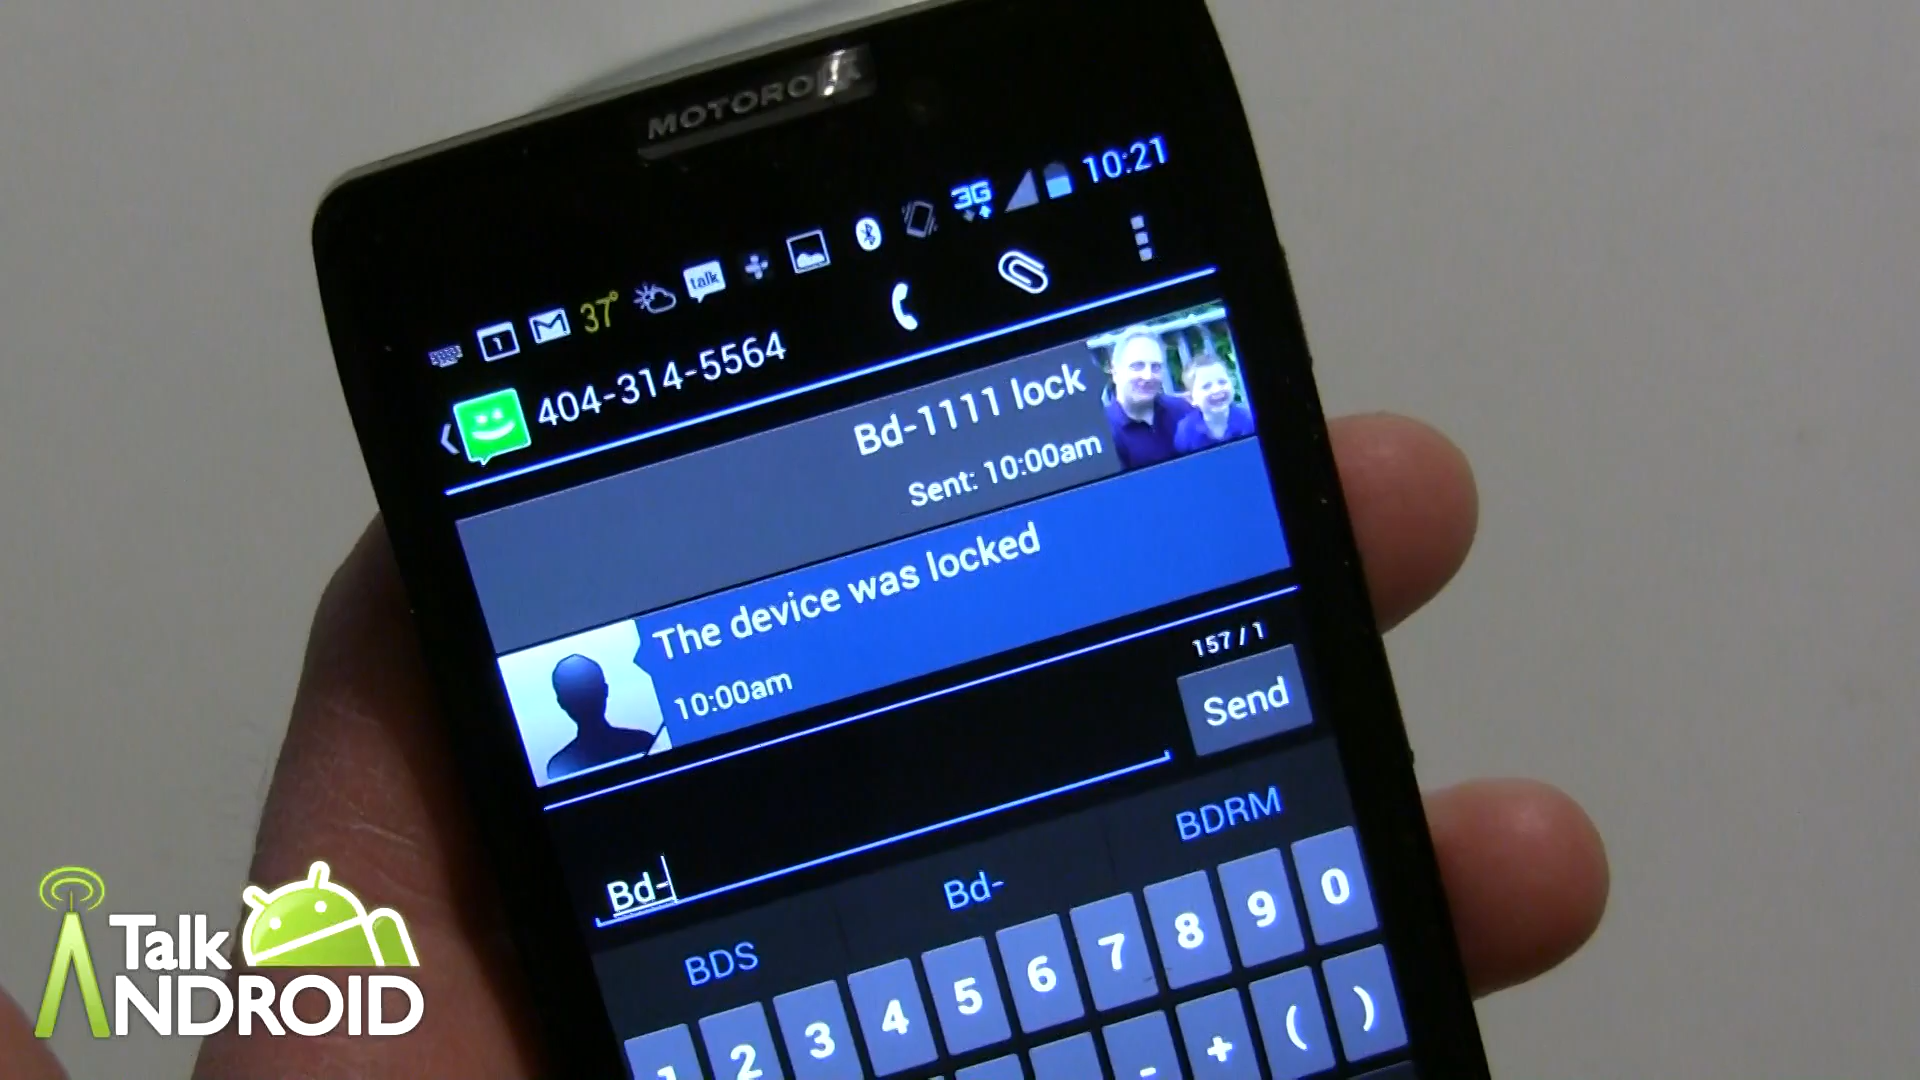 MOTOROLA
10:21
3G
talk
37°
1
404-314-5564
Bd-1111 lock
Sent: 10:00am
The device was locked
10:00am
157/1
Send
Bd-
BDS
Bd-
BDRM
1 2 3 4 5 6 7 8 9 0
- + ( )
Talk
ANDROID